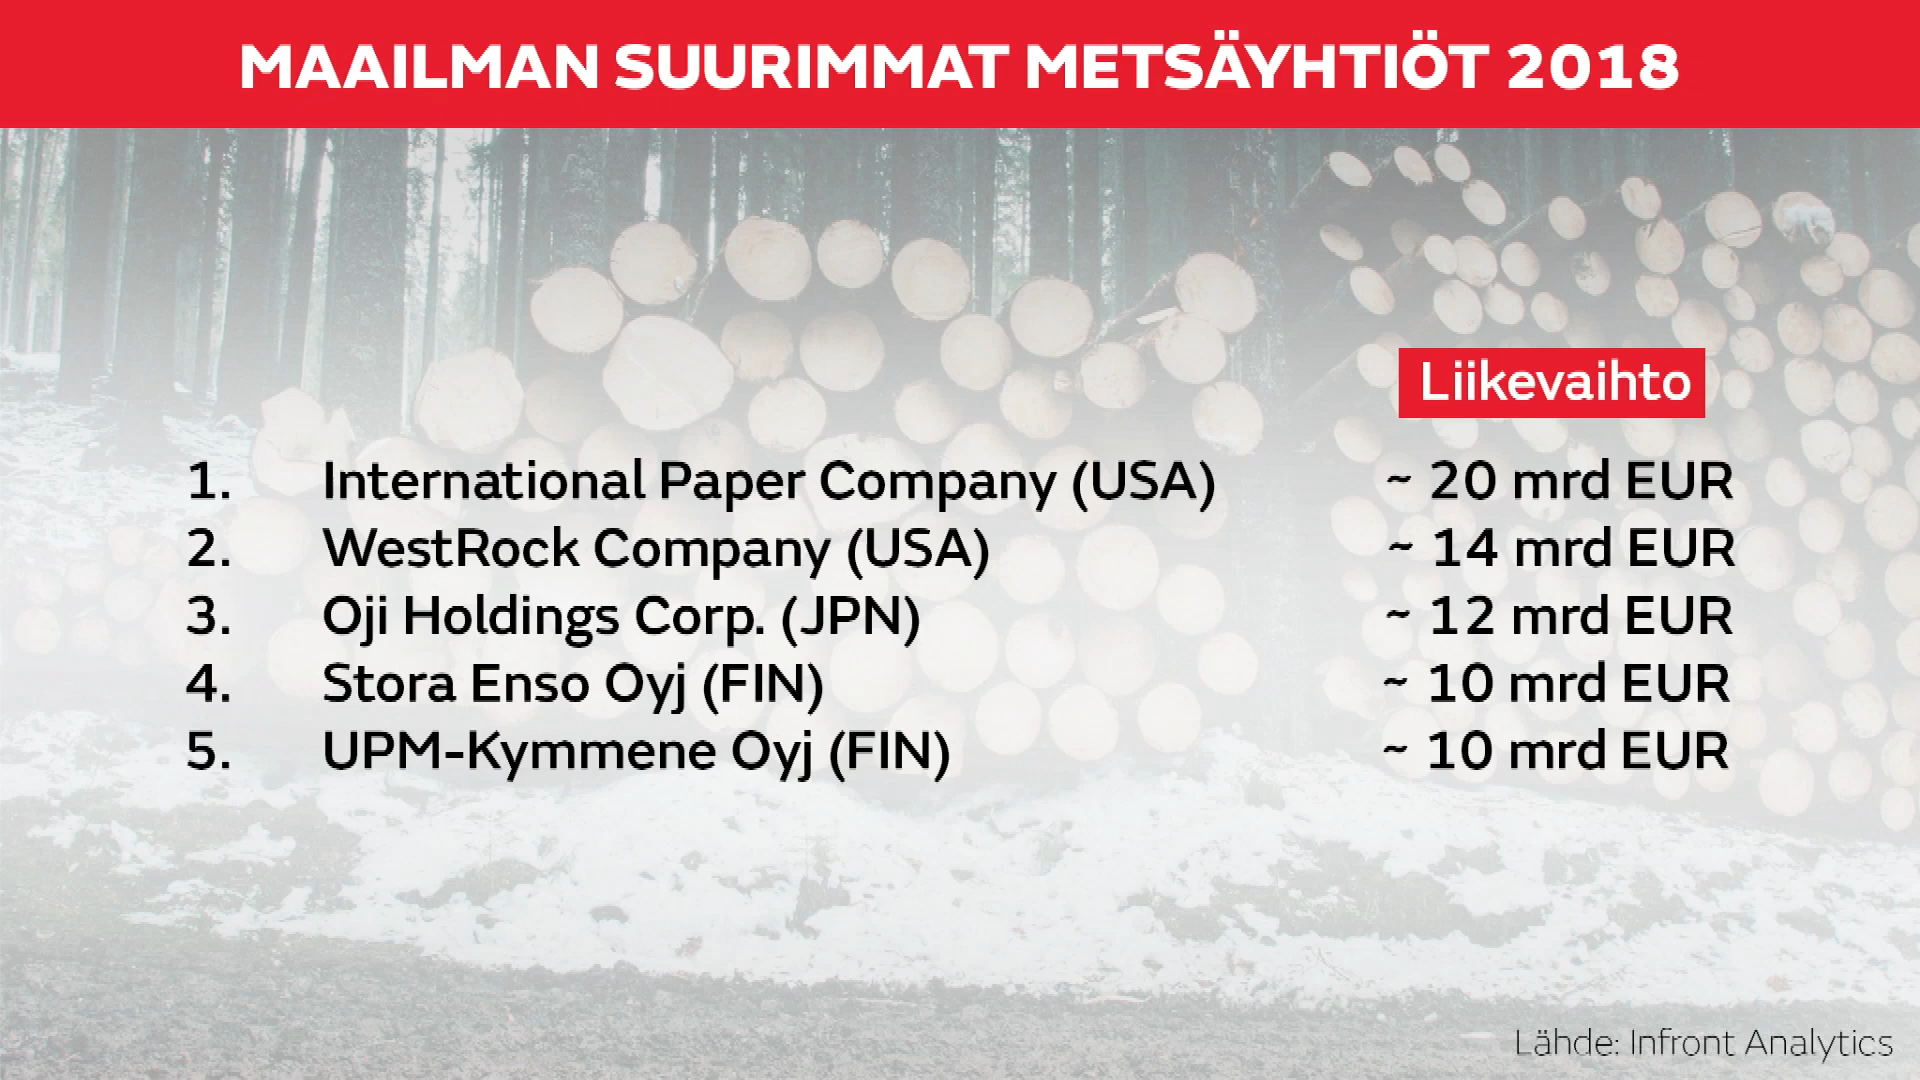 MAAILMAN SUURIMMAT METSÄYHTIÖT 2018
Liikevaihto
1. International Paper Company (USA) ~ 20 mrd EUR
2. WestRock Company (USA) ~ 14 mrd EUR
3. Oji Holdings Corp. (JPN) ~ 12 mrd EUR
4. Stora Enso Oyj (FIN) ~ 10 mrd EUR
5. UPM-Kymmene Oyj (FIN) ~ 10 mrd EUR
Lähde: Infront Analytics